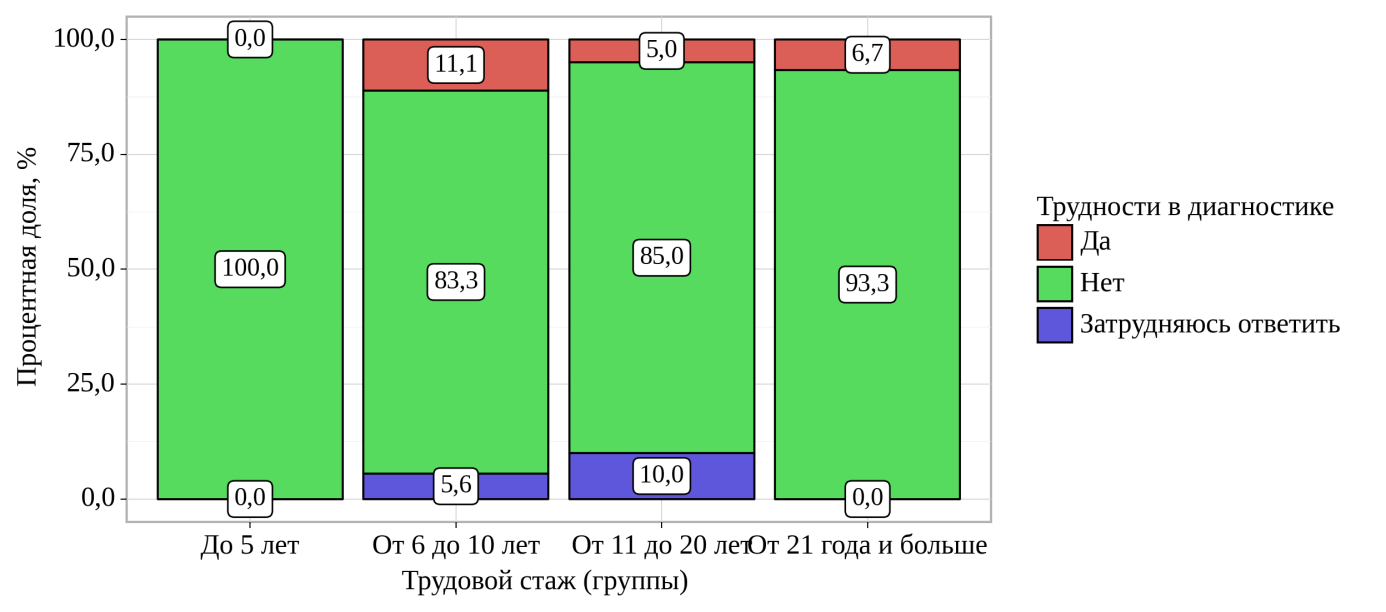 100,0
75,0
50,0
25,0
0,0
Процентная доля, %
0,0
100,0
0,0
11,1
83,3
5,6
5,0
85,0
10,0
6,7
93,3
0,0
До 5 лет
От 6 до 10 лет
От 11 до 20 лет
От 21 года и больше
Трудовой стаж (группы)
Трудности в диагностике
Да
Нет
Затрудняюсь ответить